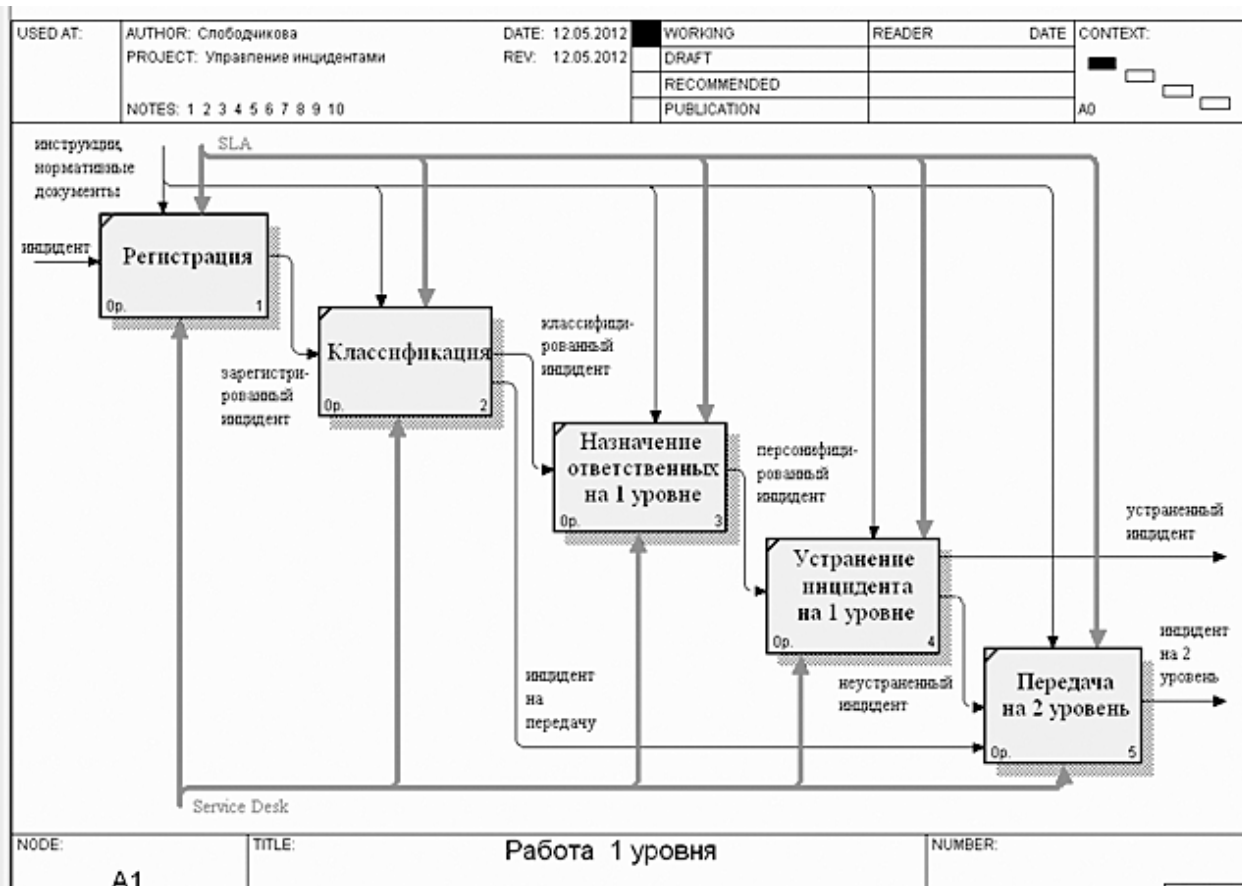 USED AT:
AUTHOR: Слободчикова
DATE: 12.05.2012
WORKING
READER
DATE
CONTEXT:
PROJECT: Управление инцидентами
REV: 12.05.2012
DRAFT
RECOMMENDED
NOTES: 1 2 3 4 5 6 7 8 9 10
PUBLICATION
A0
инструкции,
нормативные
документы
SLA
инцидент
Регистрация
0р.
1
зарегистри-
рованный
инцидент
Классификация
0р.
2
классифици-
рованный
инцидент
Назначение
ответственных
на 1 уровне
0р.
3
персонифици-
рованный
инцидент
Устранение
инцидента
на 1 уровне
0р.
4
устраненный
инцидент
инцидент
на
передачу
неустраненный
инцидент
Передача
на 2 уровень
0р.
5
инцидент
на 2
уровень
Service Desk
NODE:
A1
TITLE:
Работа 1 уровня
NUMBER: